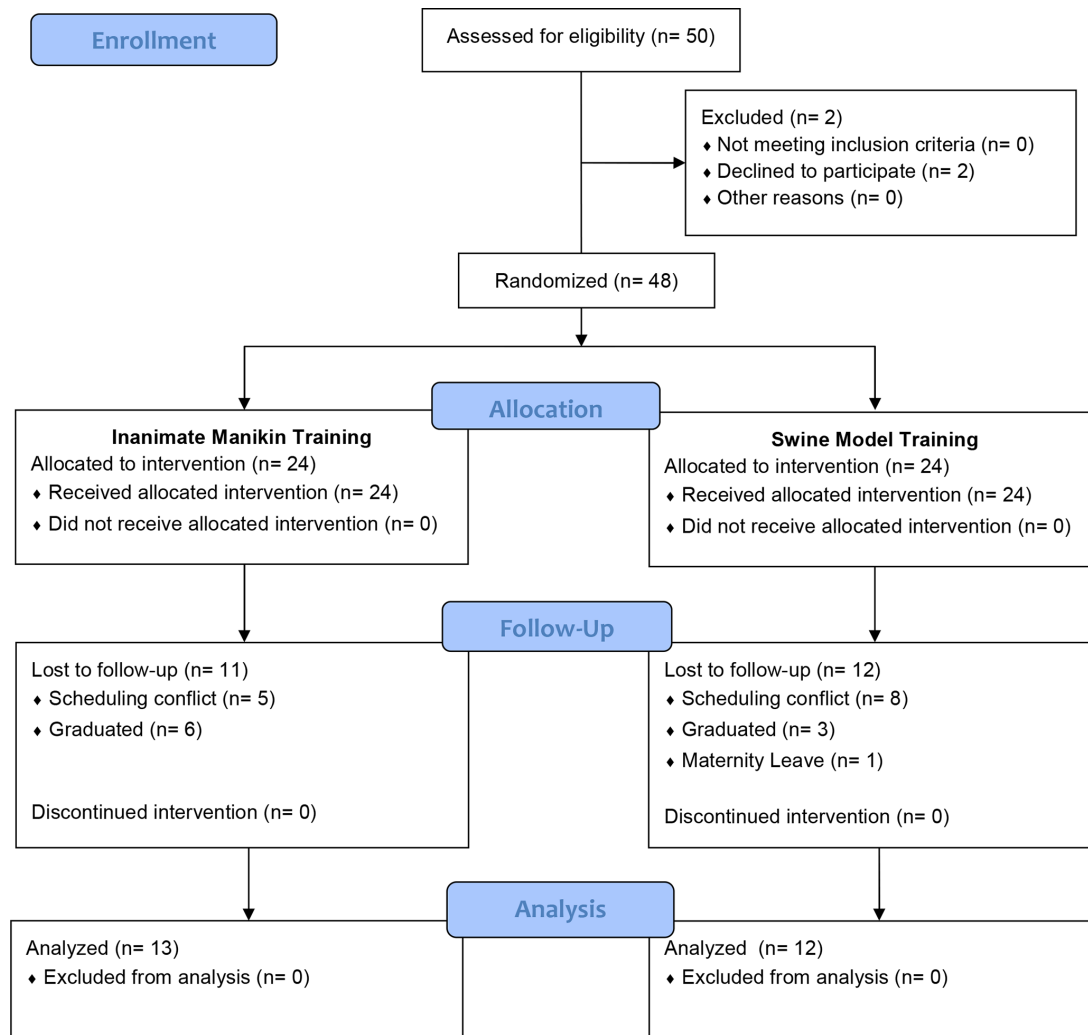 Enrollment
Assessed for eligibility (n= 50)
Excluded (n= 2)
♦ Not meeting inclusion criteria (n= 0)
♦ Declined to participate (n= 2)
♦ Other reasons (n= 0)
Randomized (n= 48)
Allocation
Inanimate Manikin Training
Allocated to intervention (n= 24)
♦ Received allocated intervention (n= 24)
♦ Did not receive allocated intervention (n= 0)
Swine Model Training
Allocated to intervention (n= 24)
♦ Received allocated intervention (n= 24)
♦ Did not receive allocated intervention (n= 0)
Follow-Up
Lost to follow-up (n= 11)
♦ Scheduling conflict (n= 5)
♦ Graduated (n= 6)
Discontinued intervention (n= 0)
Lost to follow-up (n= 12)
♦ Scheduling conflict (n= 8)
♦ Graduated (n= 3)
♦ Maternity Leave (n= 1)
Discontinued intervention (n= 0)
Analysis
Analyzed (n= 13)
♦ Excluded from analysis (n= 0)
Analyzed  (n= 12)
♦ Excluded from analysis (n= 0)